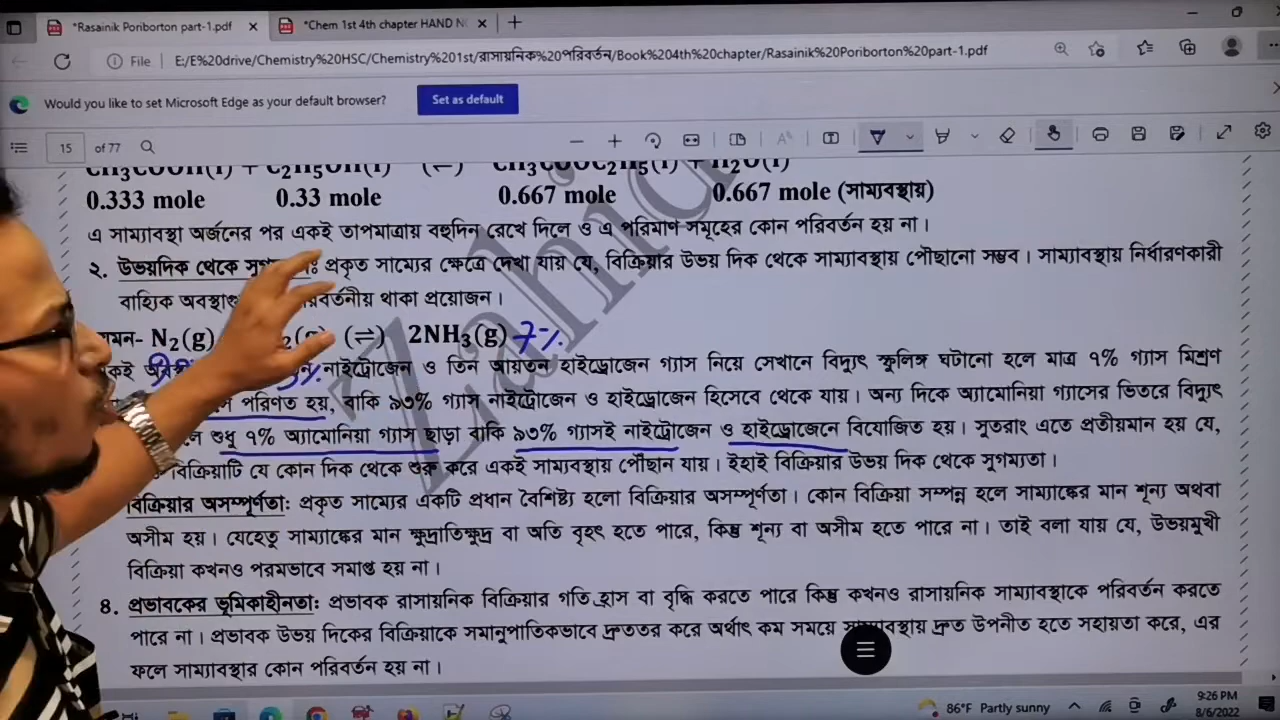 *Rasainik Poriborton part-1.pdf
*Chem 1st 4th chapter HAND N
File E:/E%20drive/Chemistry%20HSC/Chemistry%201st/রাসায়নিক%20পরিবর্তন/Book%204th%20chapter/Rasainik%20Poriborton%20part-1.pdf
Would you like to set Microsoft Edge as your default browser? Set as default
15 of 77
CH₃COOH(l) + C₂H₅OH(l) (⇌) CH₃COOC₂H₅(l) + H₂O(l)
0.333 mole 0.33 mole 0.667 mole 0.667 mole (সাম্যাবস্থায়)
এ সাম্যাবস্থা অর্জনের পর একই তাপমাত্রায় বহুদিন রেখে দিলে ও এ পরিমাণ সমূহের কোন পরিবর্তন হয় না।
২. উভয়দিক থেকে প্রকৃত সাম্যের ক্ষেত্রে দেখা যায় যে, বিক্রিয়ার উভয় দিক থেকে সাম্যাবস্থায় পৌছানো সম্ভব। সাম্যাবস্থায় নির্ধারণকারী
বাহ্যিক থাকা প্রয়োজন।
N₂(g) (⇌) 2NH₃(g) 7%
নাইট্রোজেন ও তিন আয়তন হাইড্রোজেন গ্যাস নিয়ে সেখানে বিদ্যুৎ স্ফুলিঙ্গ ঘটানো হলে মাত্র ৭% গ্যাস মিশ্রণ
পরিণত হয়, বাকি ৯৩% গ্যাস নাইট্রোজেন ও হাইড্রোজেন হিসেবে থেকে যায়। অন্য দিকে অ্যামোনিয়া গ্যাসের ভিতরে বিদ্যুৎ
শুধু ৭% অ্যামোনিয়া গ্যাস ছাড়া বাকি ৯৩% গ্যাসই নাইট্রোজেন ও হাইড্রোজেনে বিযোজিত হয়। সুতরাং এতে প্রতীয়মান হয় যে,
বিক্রিয়াটি যে কোন দিক থেকে শুরু করে একই সাম্যাবস্থায় পৌঁছান যায়। ইহাই বিক্রিয়ার উভয় দিক থেকে সুগম্যতা।
বিক্রিয়ার অসম্পূর্ণতাঃ প্রকৃত সাম্যের একটি প্রধান বৈশিষ্ট্য হলো বিক্রিয়ার অসম্পূর্ণতা। কোন বিক্রিয়া সম্পন্ন হলে সাম্যাঙ্কের মান শূন্য অথবা
অসীম হয়। যেহেতু সাম্যাঙ্কের মান ক্ষুদ্রাতিক্ষুদ্র বা অতি বৃহৎ হতে পারে, কিন্তু শূন্য বা অসীম হতে পারে না। তাই বলা যায় যে, উভয়মুখী
বিক্রিয়া কখনও পরমভাবে সমাপ্ত হয় না।
৪. প্রভাবকের ভূমিকাহীনতাঃ প্রভাবক রাসায়নিক বিক্রিয়ার গতি হ্রাস বা বৃদ্ধি করতে পারে কিন্তু কখনও রাসায়নিক সাম্যাবস্থাকে পরিবর্তন করতে
পারে না। প্রভাবক উভয় দিকের বিক্রিয়াকে সমানুপাতিকভাবে দ্রুততর করে অর্থাৎ কম সময়ে সাম্যাবস্থায় দ্রুত উপনীত হতে সহায়তা করে, এর
ফলে সাম্যাবস্থার কোন পরিবর্তন হয় না।
Zahid
86°F Partly sunny
9:26 PM
8/6/2022